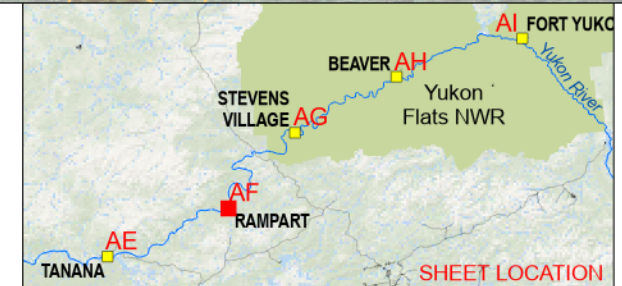 AI FORT YUKO
BEAVER AH
Yukon River
Yukon
Flats NWR
STEVENS
VILLAGE AG
AF
RAMPART
AE
TANANA
SHEET LOCATION